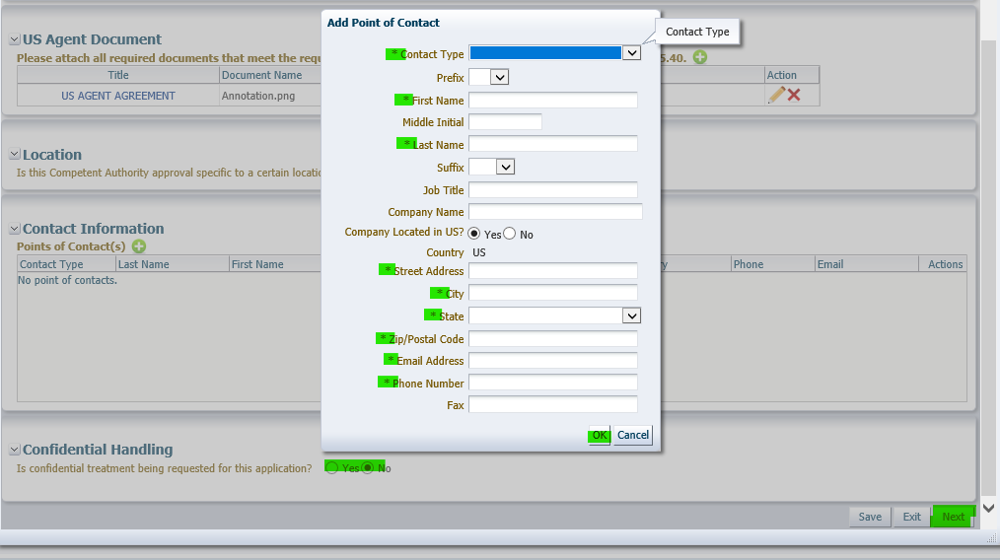 Add Point of Contact
Contact Type
* Contact Type
Prefix
* First Name
Middle Initial
* Last Name
Suffix
Job Title
Company Name
Company Located in US? Yes No
Country US
* Street Address
* City
* State
* Zip/Postal Code
* Email Address
* Phone Number
Fax
OK Cancel
US Agent Document
Please attach all required documents that meet the requ 5.40.
Title Document Name Action
US AGENT AGREEMENT Annotation.png
Location
Is this Competent Authority approval specific to a certain locatio
Contact Information
Points of Contact(s)
Contact Type Last Name First Name y Phone Email Actions
No point of contacts.
Confidential Handling
Is confidential treatment being requested for this application? Yes No
Save Exit Next